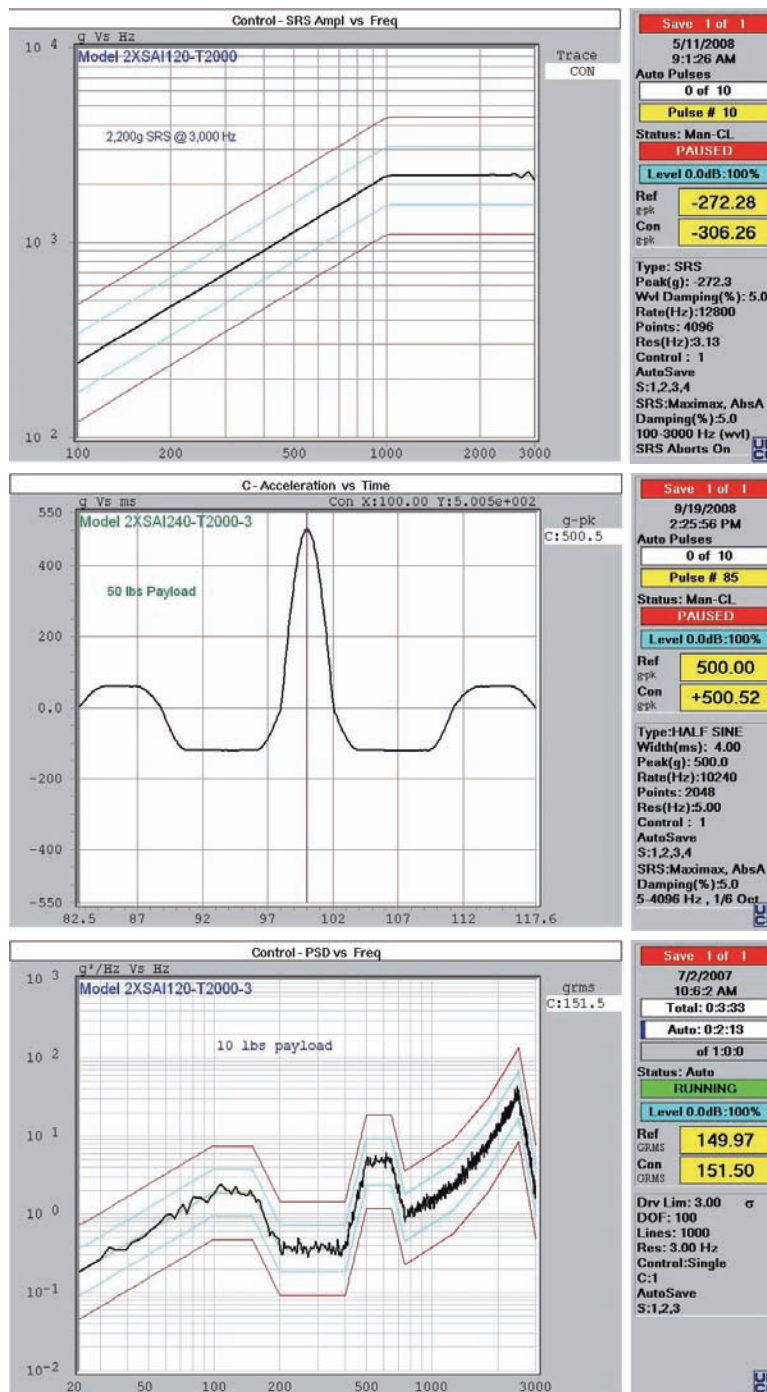 Control - SRS Ampl vs Freq
g Vs Hz
10 4
Model 2XSAI120-T2000
Trace
CON
2,200g SRS @ 3,000 Hz
10 3
10 2
100 200 500 1000 2000 3000
Save 1 of 1
5/11/2008
9:1:26 AM
Auto Pulses
0 of 10
Pulse # 10
Status: Man-CL
PAUSED
Level 0.0dB:100%
Ref
g-pk
-272.28
Con
g-pk
-306.26
Type: SRS
Peak(g): -272.3
Wvl Damping(%): 5.0
Rate(Hz):12800
Points: 4096
Res(Hz):3.13
Control : 1
AutoSave
S:1,2,3,4
SRS:Maximax, AbsA
Damping(%):5.0
100-3000 Hz (wvl)
SRS Aborts On
C - Acceleration vs Time
g Vs ms Con X:100.00 Y:5.005e+002
550
Model 2XSAI240-T2000-3
g-pk
C:500.5
400
50 lbs Payload
200
0.0
-200
-400
-550
82.5 87 92 97 102 107 112 117.6
Save 1 of 1
9/19/2008
2:25:56 PM
Auto Pulses
0 of 10
Pulse # 85
Status: Man-CL
PAUSED
Level 0.0dB:100%
Ref
g-pk
500.00
Con
g-pk
+500.52
Type:HALF SINE
Width(ms): 4.00
Peak(g): 500.0
Rate(Hz):10240
Points: 2048
Res(Hz):5.00
Control : 1
AutoSave
S:1,2,3,4
SRS:Maximax, AbsA
Damping(%):5.0
5-4096 Hz , 1/6 Oct
Control - PSD vs Freq
g²/Hz Vs Hz
10 3
Model 2XSAI120-T2000-3
grms
C:151.5
10 lbs payload
10 2
10 1
10 0
10 -1
10 -2
20 50 100 200 500 1000 3000
Save 1 of 1
7/2/2007
10:6:2 AM
Total: 0:3:33
Auto: 0:2:13
of 1:0:0
Status: Auto
RUNNING
Level 0.0dB:100%
Ref
GRMS
149.97
Con
GRMS
151.50
Drv Lim: 3.00 σ
DOF: 100
Lines: 1000
Res: 3.00 Hz
Control:Single
C:1
AutoSave
S:1,2,3